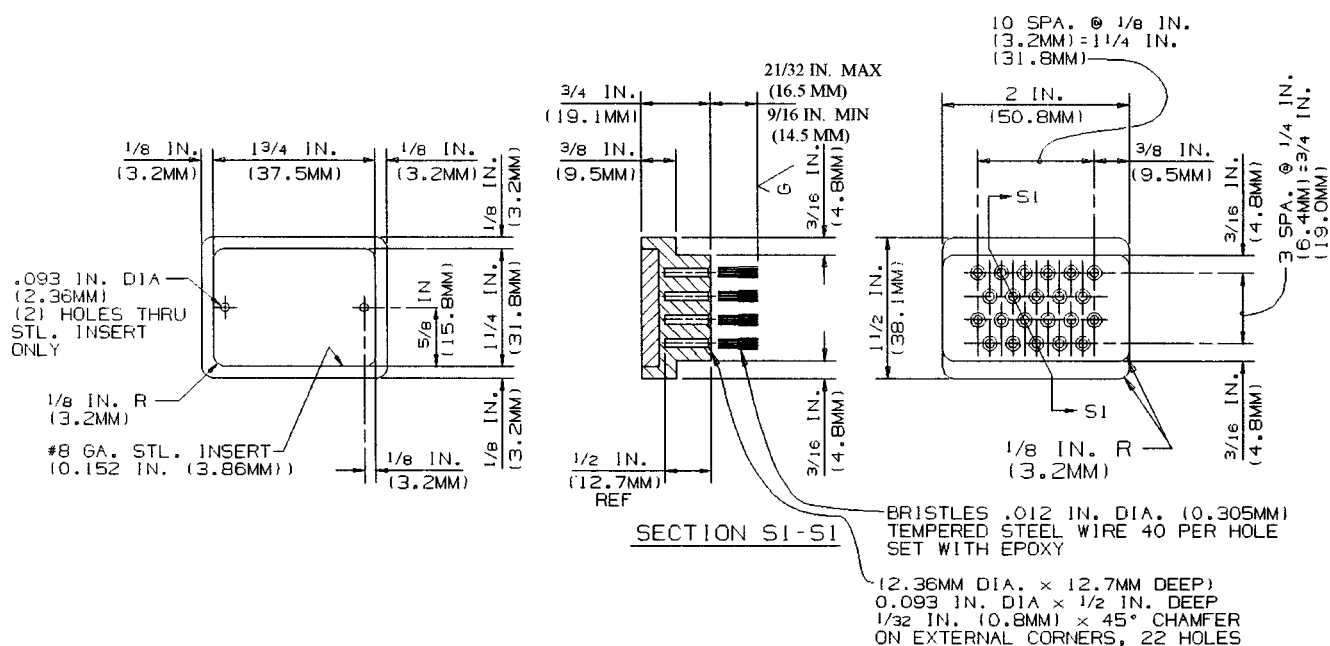 1/8 IN.
(3.2MM)
1 3/4 IN.
(37.5MM)
1/8 IN.
(3.2MM)
1/8 IN.
(3.2MM)
.093 IN. DIA
(2.36MM)
(2) HOLES THRU
STL. INSERT
ONLY
5/8 IN
(15.8MM)
1 1/4 IN.
(31.8MM)
1/8 IN. R
(3.2MM)
#8 GA. STL. INSERT
(0.152 IN. (3.86MM))
1/8 IN.
(3.2MM)
1/8 IN.
(3.2MM)
3/4 IN.
(19.1MM)
21/32 IN. MAX
(16.5 MM)
9/16 IN. MIN
(14.5 MM)
3/8 IN.
(9.5MM)
G
3/16 IN.
(4.8MM)
1 1/2 IN.
(38.1MM)
3/16 IN.
(4.8MM)
1/2 IN.
(12.7MM)
REF
SECTION S1-S1
10 SPA. @ 1/8 IN.
(3.2MM)=1 1/4 IN.
(31.8MM)
2 IN.
(50.8MM)
3/8 IN.
(9.5MM)
S1
3/16 IN.
(4.8MM)
3 SPA. @ 1/4 IN.
(6.4MM)=3/4 IN.
(19.0MM)
S1
3/16 IN.
(4.8MM)
1/8 IN. R
(3.2MM)
BRISTLES .012 IN. DIA. (0.305MM)
TEMPERED STEEL WIRE 40 PER HOLE
SET WITH EPOXY
(2.36MM DIA. × 12.7MM DEEP)
0.093 IN. DIA × 1/2 IN. DEEP
1/32 IN. (0.8MM) × 45° CHAMFER
ON EXTERNAL CORNERS, 22 HOLES